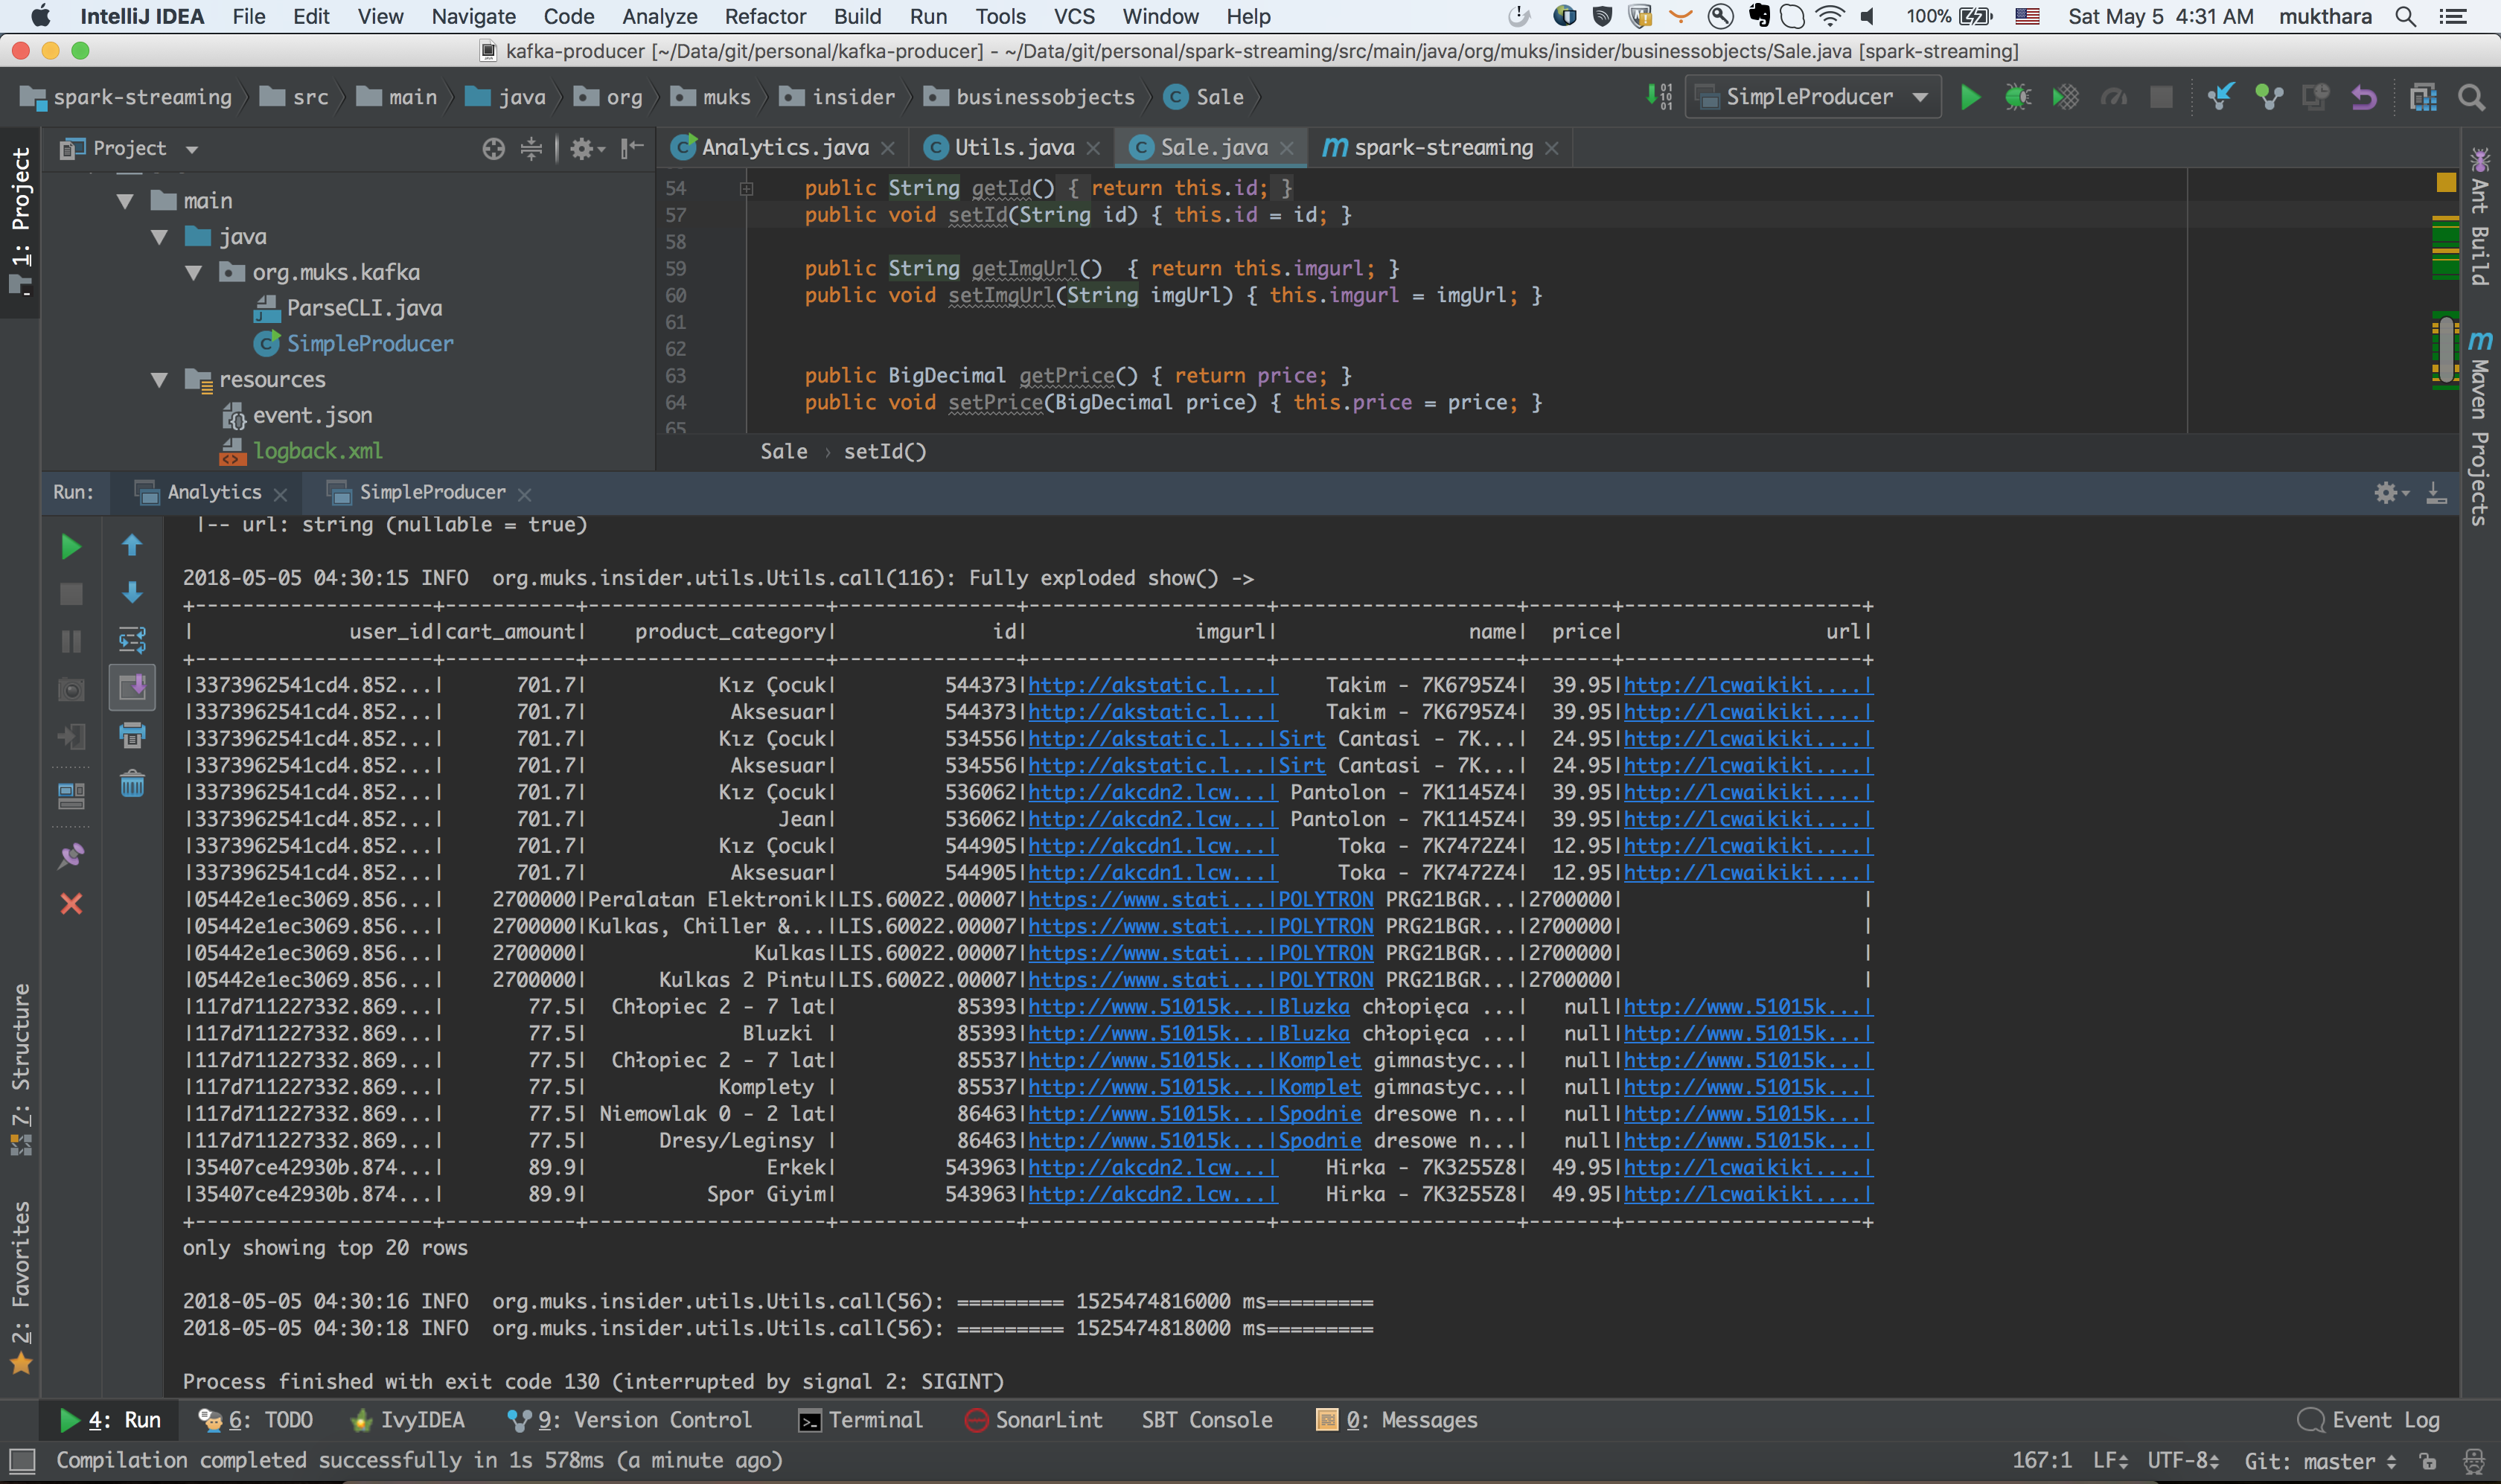 IntelliJ IDEA File Edit View Navigate Code Analyze Refactor Build Run Tools VCS Window Help 100% Sat May 5 4:31 AM mukthara
kafka-producer [~/Data/git/personal/kafka-producer] - ~/Data/git/personal/spark-streaming/src/main/java/org/muks/insider/businessobjects/Sale.java [spark-streaming]
spark-streaming src main java org muks insider businessobjects Sale SimpleProducer
Project
Analytics.java Utils.java Sale.java spark-streaming
1: Project
main
java
org.muks.kafka
ParseCLI.java
SimpleProducer
resources
event.json
logback.xml
54 public String getId() { return this.id; }
57 public void setId(String id) { this.id = id; }
58
59 public String getImgUrl() { return this.imgurl; }
60 public void setImgUrl(String imgUrl) { this.imgurl = imgUrl; }
61
62
63 public BigDecimal getPrice() { return price; }
64 public void setPrice(BigDecimal price) { this.price = price; }
65
Sale › setId()
Ant Build
Maven Projects
Run: Analytics SimpleProducer
|-- url: string (nullable = true)
2018-05-05 04:30:15 INFO org.muks.insider.utils.Utils.call(116): Fully exploded show() ->
+--------------------+-----------+--------------------+---------------+--------------------+--------------------+-------+--------------------+
| user_id|cart_amount| product_category| id| imgurl| name| price| url|
+--------------------+-----------+--------------------+---------------+--------------------+--------------------+-------+--------------------+
|3373962541cd4.852...| 701.7| Kız Çocuk| 544373|http://akstatic.l...| Takim - 7K6795Z4| 39.95|http://lcwaikiki....|
|3373962541cd4.852...| 701.7| Aksesuar| 544373|http://akstatic.l...| Takim - 7K6795Z4| 39.95|http://lcwaikiki....|
|3373962541cd4.852...| 701.7| Kız Çocuk| 534556|http://akstatic.l...|Sirt Cantasi - 7K...| 24.95|http://lcwaikiki....|
|3373962541cd4.852...| 701.7| Aksesuar| 534556|http://akstatic.l...|Sirt Cantasi - 7K...| 24.95|http://lcwaikiki....|
|3373962541cd4.852...| 701.7| Kız Çocuk| 536062|http://akcdn2.lcw...| Pantolon - 7K1145Z4| 39.95|http://lcwaikiki....|
|3373962541cd4.852...| 701.7| Jean| 536062|http://akcdn2.lcw...| Pantolon - 7K1145Z4| 39.95|http://lcwaikiki....|
|3373962541cd4.852...| 701.7| Kız Çocuk| 544905|http://akcdn1.lcw...| Toka - 7K7472Z4| 12.95|http://lcwaikiki....|
|3373962541cd4.852...| 701.7| Aksesuar| 544905|http://akcdn1.lcw...| Toka - 7K7472Z4| 12.95|http://lcwaikiki....|
|05442e1ec3069.856...| 2700000|Peralatan Elektronik|LIS.60022.00007|https://www.stati...|POLYTRON PRG21BGR...|2700000| |
|05442e1ec3069.856...| 2700000|Kulkas, Chiller &...|LIS.60022.00007|https://www.stati...|POLYTRON PRG21BGR...|2700000| |
|05442e1ec3069.856...| 2700000| Kulkas|LIS.60022.00007|https://www.stati...|POLYTRON PRG21BGR...|2700000| |
|05442e1ec3069.856...| 2700000| Kulkas 2 Pintu|LIS.60022.00007|https://www.stati...|POLYTRON PRG21BGR...|2700000| |
|117d711227332.869...| 77.5| Chłopiec 2 - 7 lat| 85393|http://www.51015k...|Bluzka chłopięca ...| null|http://www.51015k...|
|117d711227332.869...| 77.5| Bluzki | 85393|http://www.51015k...|Bluzka chłopięca ...| null|http://www.51015k...|
|117d711227332.869...| 77.5| Chłopiec 2 - 7 lat| 85537|http://www.51015k...|Komplet gimnastyc...| null|http://www.51015k...|
|117d711227332.869...| 77.5| Komplety | 85537|http://www.51015k...|Komplet gimnastyc...| null|http://www.51015k...|
|117d711227332.869...| 77.5| Niemowlak 0 - 2 lat| 86463|http://www.51015k...|Spodnie dresowe n...| null|http://www.51015k...|
|117d711227332.869...| 77.5| Dresy/Leginsy | 86463|http://www.51015k...|Spodnie dresowe n...| null|http://www.51015k...|
|35407ce42930b.874...| 89.9| Erkek| 543963|http://akcdn2.lcw...| Hirka - 7K3255Z8| 49.95|http://lcwaikiki....|
|35407ce42930b.874...| 89.9| Spor Giyim| 543963|http://akcdn2.lcw...| Hirka - 7K3255Z8| 49.95|http://lcwaikiki....|
+--------------------+-----------+--------------------+---------------+--------------------+--------------------+-------+--------------------+
only showing top 20 rows
2018-05-05 04:30:16 INFO org.muks.insider.utils.Utils.call(56): ========= 1525474816000 ms=========
2018-05-05 04:30:18 INFO org.muks.insider.utils.Utils.call(56): ========= 1525474818000 ms=========
Process finished with exit code 130 (interrupted by signal 2: SIGINT)
7: Structure
2: Favorites
4: Run 6: TODO IvyIDEA 9: Version Control Terminal SonarLint SBT Console 0: Messages Event Log
Compilation completed successfully in 1s 578ms (a minute ago) 167:1 LF UTF-8 Git: master